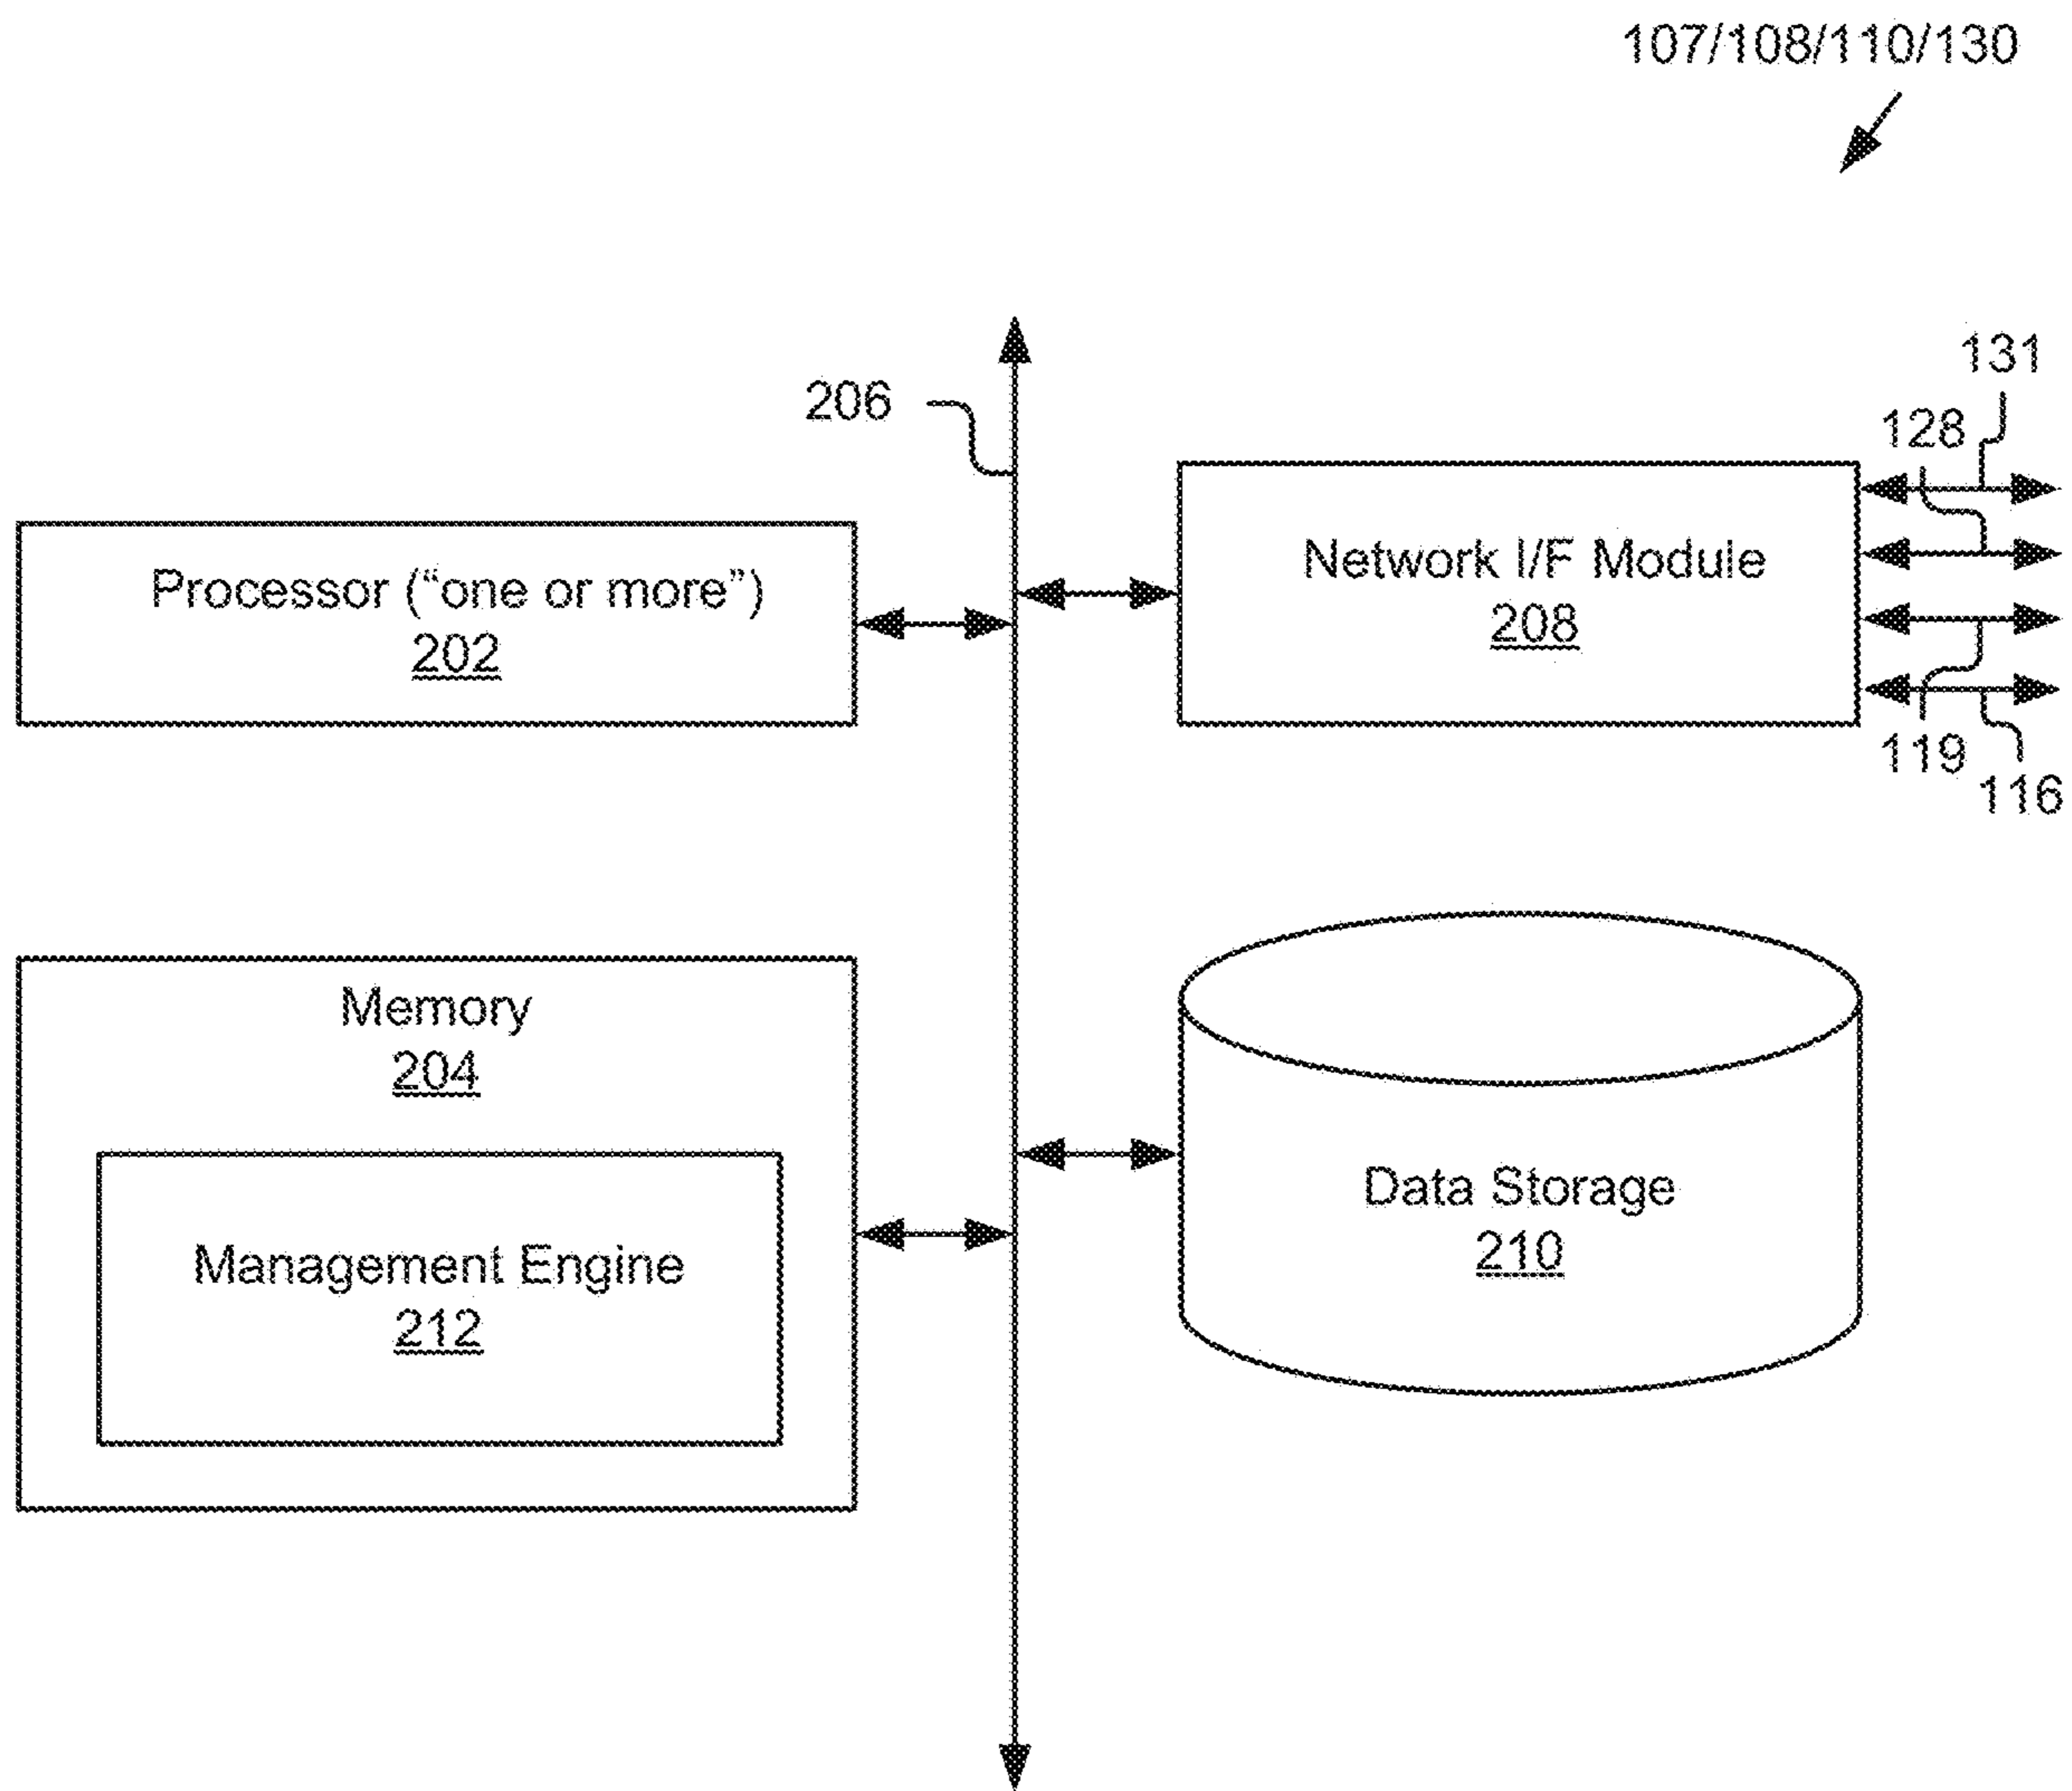 107/108/110/130
131
206
128
Network I/F Module
208
Processor (“one or more”)
202
119
116
Memory
204
Data Storage
210
Management Engine
212